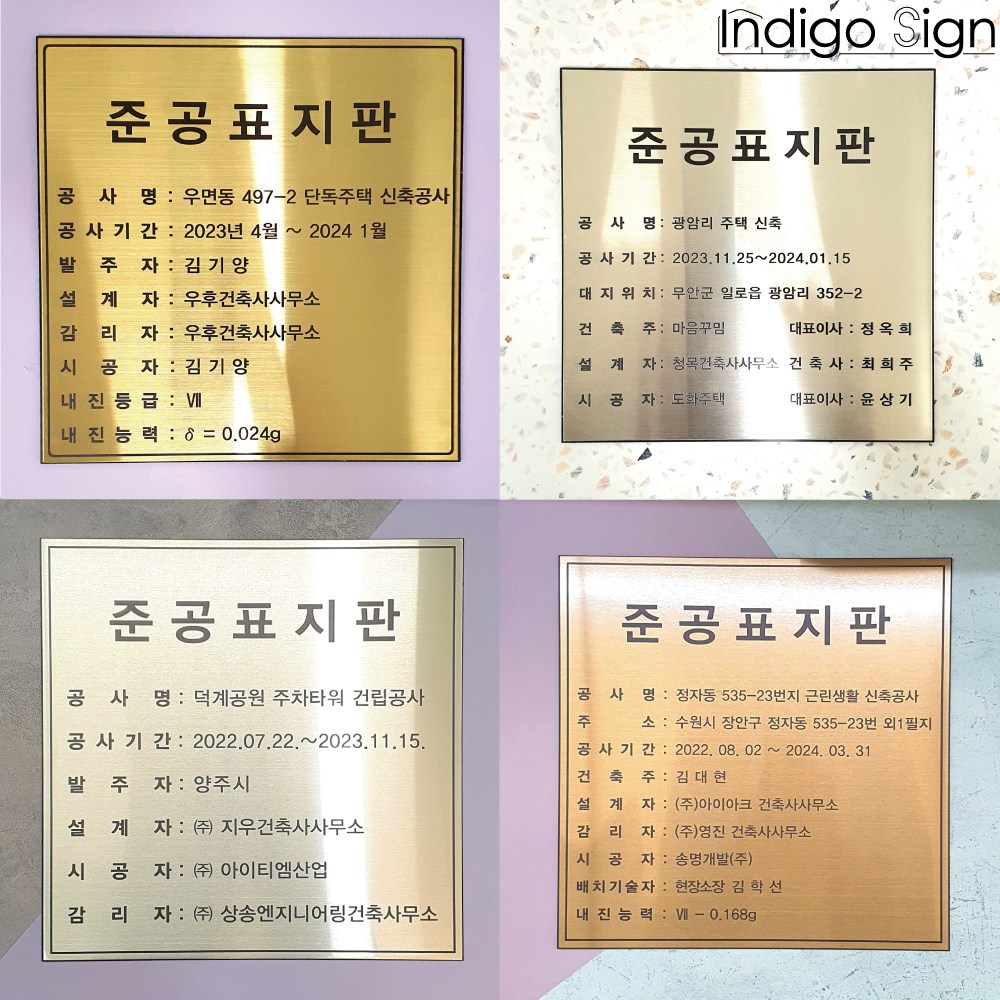 Indigo Sign
준공표지판
공 사 명 : 우면동 497-2 단독주택 신축공사
공사기간 : 2023년 4월 ~ 2024 1월
발 주 자 : 김기양
설 계 자 : 우후건축사사무소
감 리 자 : 우후건축사사무소
시 공 자 : 김기양
내진등급 : Ⅶ
내진능력 : δ = 0.024g
준공표지판
공 사 명 : 광암리 주택 신축
공사기간 : 2023.11.25~2024.01.15
대지위치 : 무안군 일로읍 광암리 352-2
건 축 주 : 마음꾸밈 대표이사 : 정옥희
설 계 자 : 청목건축사사무소 건축사 : 최희주
시 공 자 : 도화주택 대표이사 : 윤상기
준공표지판
공 사 명 : 덕계공원 주차타워 건립공사
공사기간 : 2022.07.22.~2023.11.15.
발 주 자 : 양주시
설 계 자 : ㈜ 지우건축사사무소
시 공 자 : ㈜ 아이티엠산업
감 리 자 : ㈜ 상송엔지니어링건축사무소
준공표지판
공 사 명 : 정자동 535-23번지 근린생활 신축공사
주 소 : 수원시 장안구 정자동 535-23번 외1필지
공사기간 : 2022. 08. 02 ~ 2024. 03. 31
건 축 주 : 김대현
설 계 자 : (주)아이아크 건축사사무소
감 리 자 : (주)영진 건축사사무소
시 공 자 : 송명개발(주)
배치기술자 : 현장소장 김학선
내진능력 : Ⅶ - 0.168g